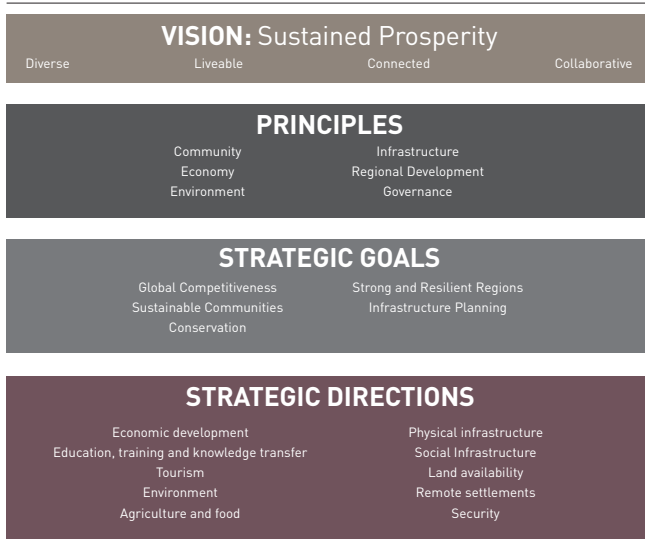 VISION: Sustained Prosperity
Diverse Liveable Connected Collaborative
PRINCIPLES
Community Infrastructure
Economy Regional Development
Environment Governance
STRATEGIC GOALS
Global Competitiveness Strong and Resilient Regions
Sustainable Communities Infrastructure Planning
Conservation
STRATEGIC DIRECTIONS
Economic development Physical infrastructure
Education, training and knowledge transfer Social Infrastructure
Tourism Land availability
Environment Remote settlements
Agriculture and food Security